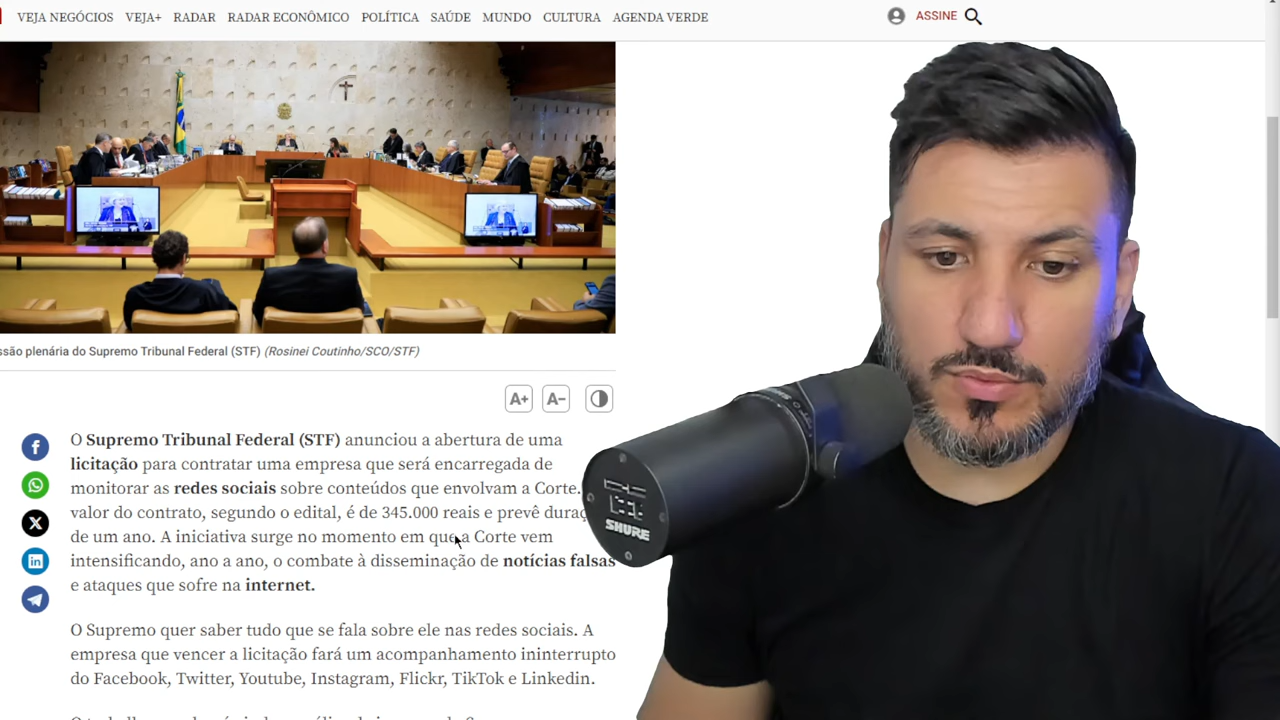 VEJA NEGÓCIOS VEJA+ RADAR RADAR ECONÔMICO POLÍTICA SAÚDE MUNDO CULTURA AGENDA VERDE
ASSINE
ssão plenária do Supremo Tribunal Federal (STF) (Rosinei Coutinho/SCO/STF)
A+ A-
O Supremo Tribunal Federal (STF) anunciou a abertura de uma
licitação para contratar uma empresa que será encarregada de
monitorar as redes sociais sobre conteúdos que envolvam a Corte.
valor do contrato, segundo o edital, é de 345.000 reais e prevê duraç
de um ano. A iniciativa surge no momento em que a Corte vem
intensificando, ano a ano, o combate à disseminação de notícias falsas
e ataques que sofre na internet.
O Supremo quer saber tudo que se fala sobre ele nas redes sociais. A
empresa que vencer a licitação fará um acompanhamento ininterrupto
do Facebook, Twitter, Youtube, Instagram, Flickr, TikTok e Linkedin.
SHURE